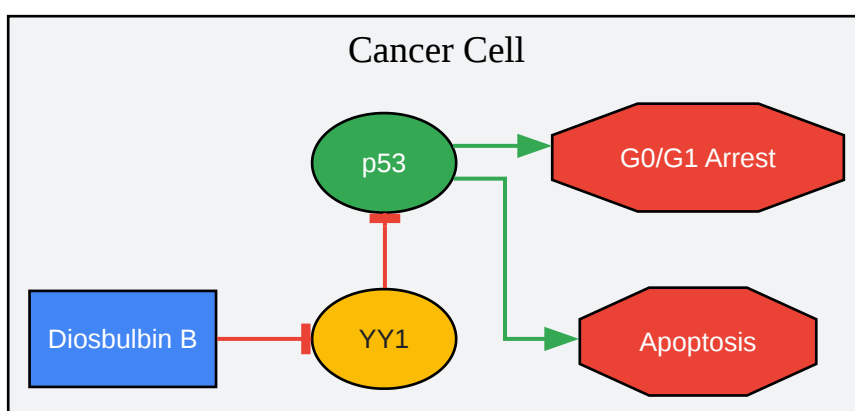 Cancer Cell
p53
G0/G1 Arrest
Diosbulbin B
YY1
Apoptosis